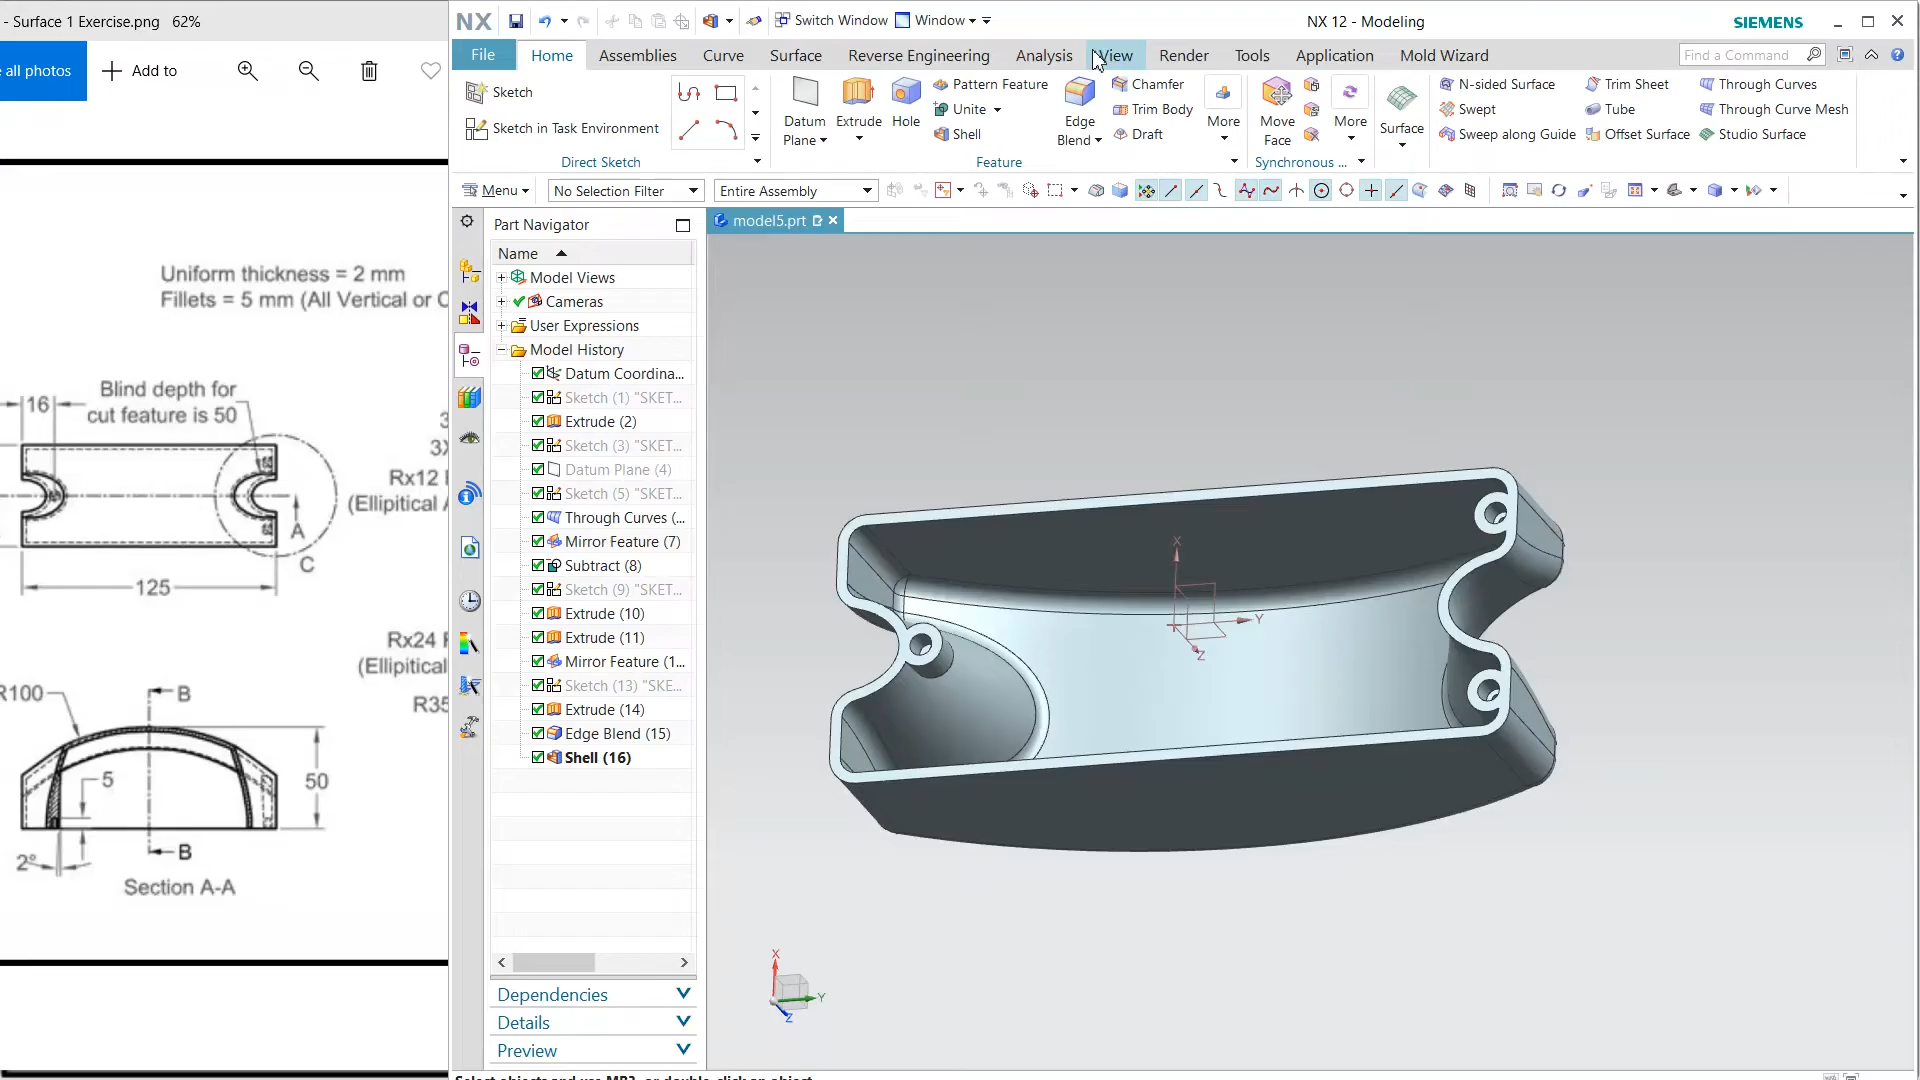 - Surface 1 Exercise.png 62%
all photos
Add to
Uniform thickness = 2 mm
Fillets = 5 mm (All Vertical or
Blind depth for
cut feature is 50
16
Rx12
(Ellipitical
A
C
125
Rx24
(Ellipitical
R100
R35
B
5
50
2°
B
Section A-A
NX
Switch Window
Window
NX 12 - Modeling
SIEMENS
File
Home
Assemblies
Curve
Surface
Reverse Engineering
Analysis
View
Render
Tools
Application
Mold Wizard
Find a Command
Sketch
Sketch in Task Environment
Direct Sketch
Datum Plane
Extrude
Hole
Pattern Feature
Unite
Shell
Edge Blend
Chamfer
Trim Body
Draft
More
Feature
Move Face
More
Synchronous ...
Surface
N-sided Surface
Swept
Sweep along Guide
Trim Sheet
Tube
Offset Surface
Through Curves
Through Curve Mesh
Studio Surface
Menu
No Selection Filter
Entire Assembly
Part Navigator
model5.prt
Name
Model Views
Cameras
User Expressions
Model History
Datum Coordina...
Sketch (1) "SKET...
Extrude (2)
Sketch (3) "SKET...
Datum Plane (4)
Sketch (5) "SKET...
Through Curves (...
Mirror Feature (7)
Subtract (8)
Sketch (9) "SKET...
Extrude (10)
Extrude (11)
Mirror Feature (1...
Sketch (13) "SKE...
Extrude (14)
Edge Blend (15)
Shell (16)
Dependencies
Details
Preview
X
Y
Z
X
Y
Z